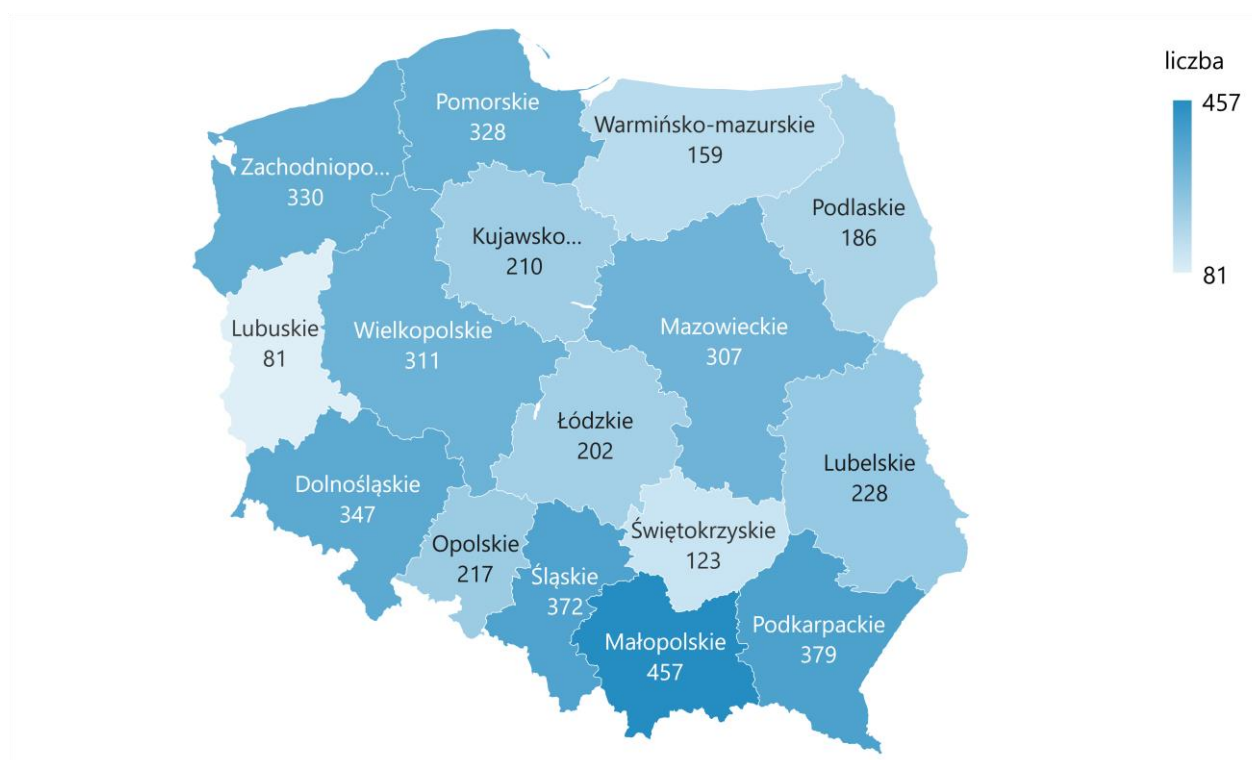 liczba
457
81
Pomorskie
328
Warmińsko-mazurskie
159
Zachodniopo...
330
Podlaskie
186
Kujawsko...
210
Lubuskie
81
Wielkopolskie
311
Mazowieckie
307
Łódzkie
202
Lubelskie
228
Dolnośląskie
347
Opolskie
217
Świętokrzyskie
123
Śląskie
372
Małopolskie
457
Podkarpackie
379